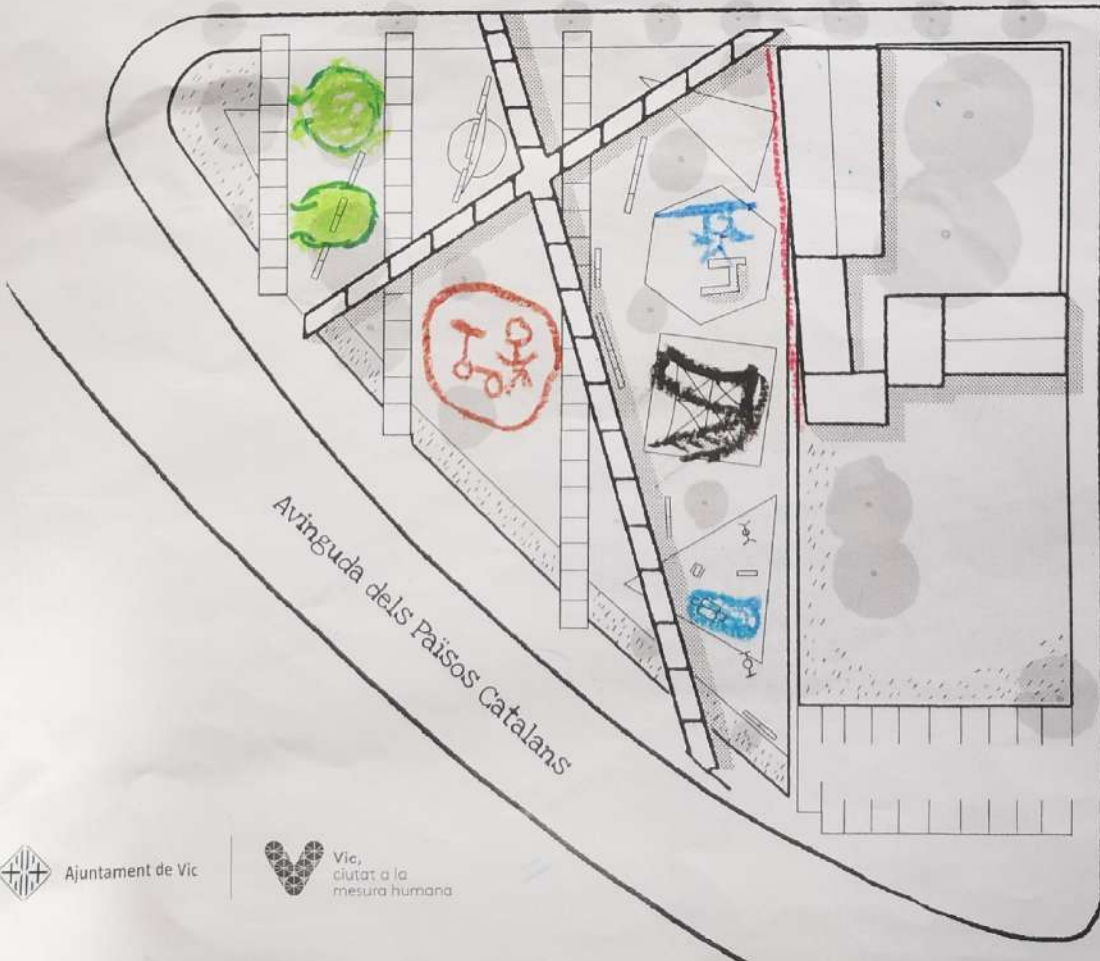 Avinguda dels Països Catalans
Ajuntament de Vic
Vic,
ciutat a la
mesura humana